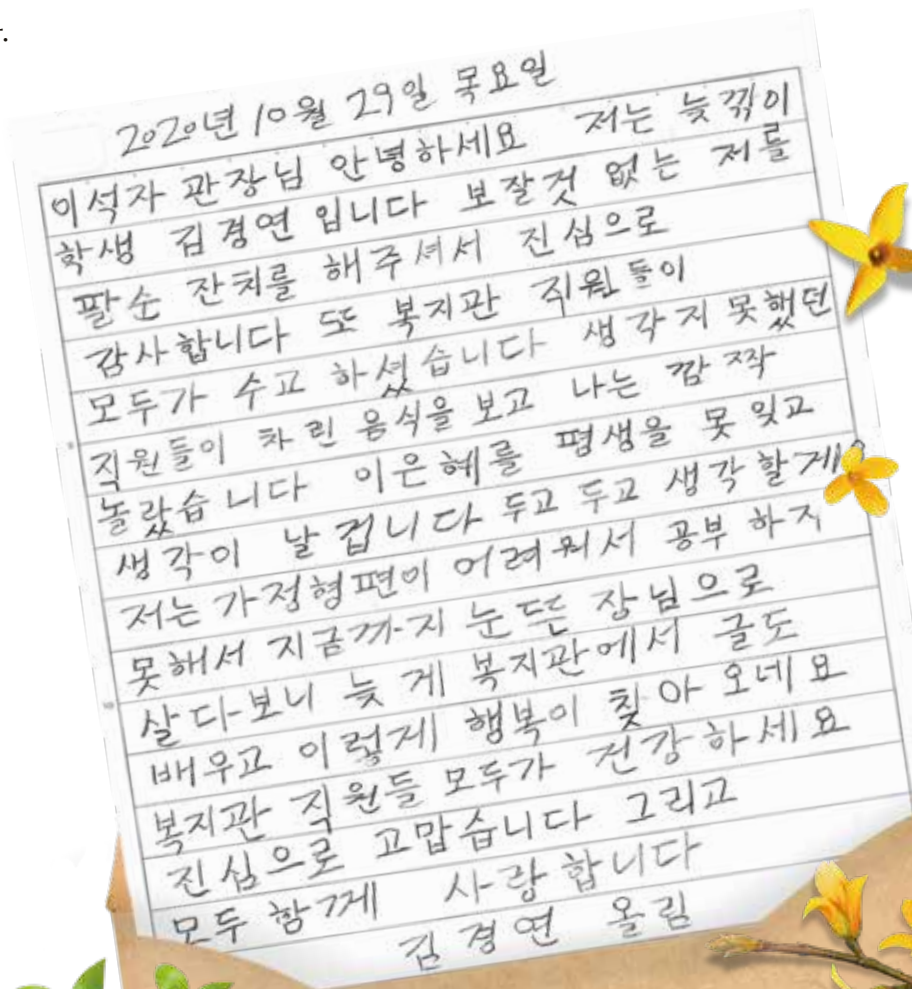 2020년 10월 29일 목요일
이석자 관장님 안녕하세요 저는 늦깎이
학생 김경연 입니다 보잘것 없는 저를
팔순 잔치를 해주셔서 진심으로
감사합니다 또 복지관 직원들이
모두가 수고 하셨습니다 생각지 못했던
직원들이 차린 음식을 보고 나는 깜짝
놀랐습니다 이은혜를 평생을 못 잊고
생각이 날 겁니다 두고 두고 생각 할게요
저는 가정형편이 어려워서 공부 하지
못해서 지금까지 눈뜬 장님으로
살다보니 늦게 복지관에서 글도
배우고 이렇게 행복이 찾아 오네요
복지관 직원들 모두가 건강하세요
진심으로 고맙습니다 그리고
모두 함께 사랑합니다
김경연 올림